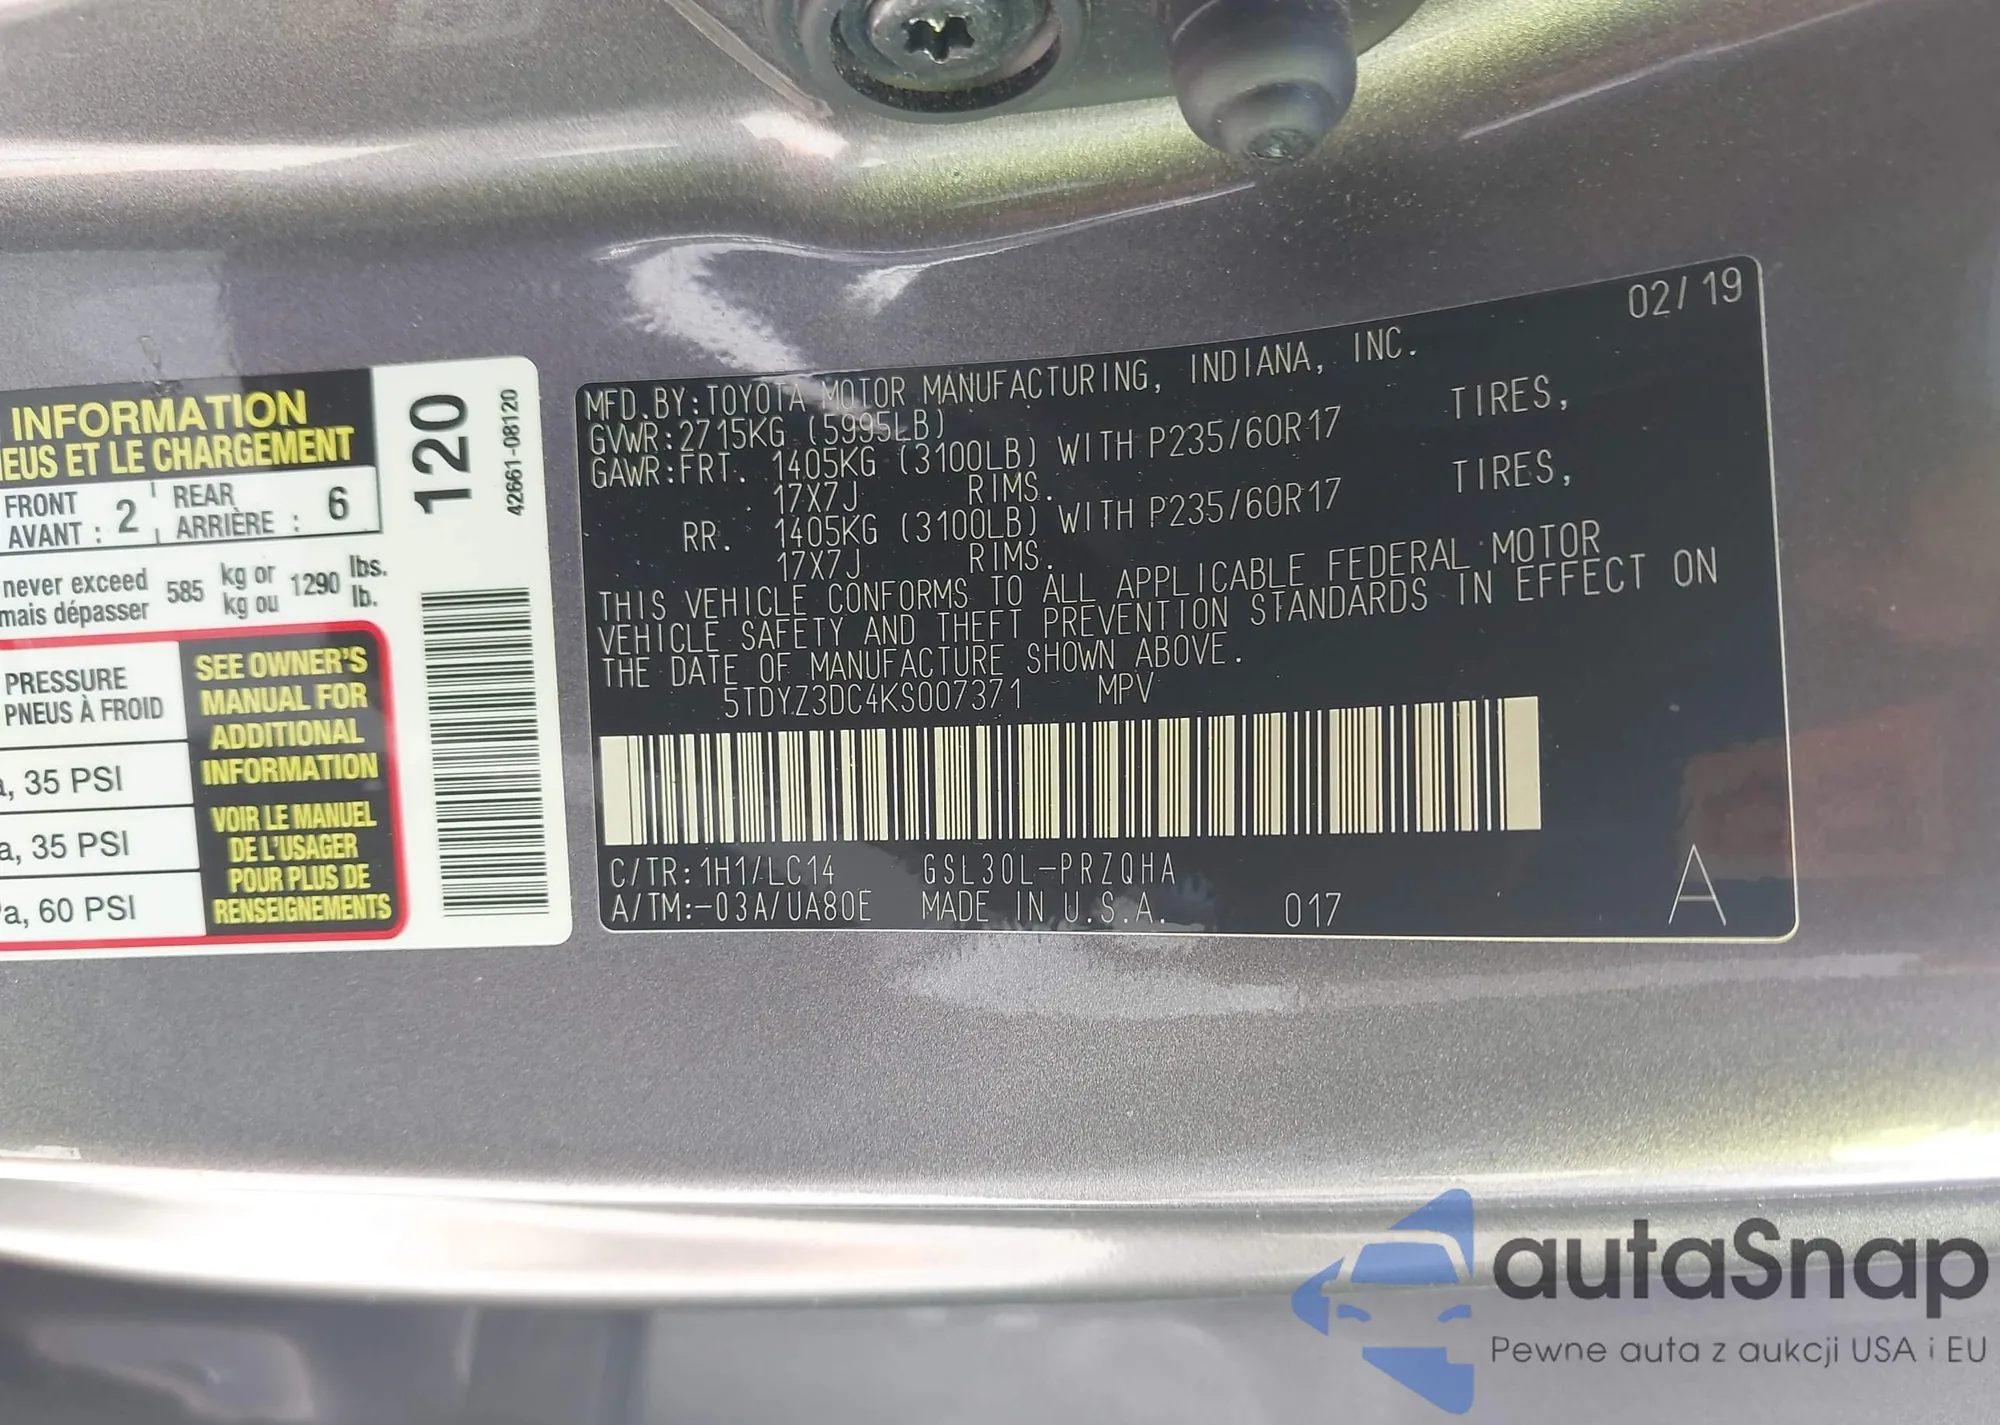 INFORMATION
NEUS ET LE CHARGEMENT
FRONT
AVANT : 2
REAR
ARRIÈRE : 6
never exceed
mais dépasser
585
kg or
kg ou
1290
lbs.
lb.
PRESSURE
PNEUS À FROID
a, 35 PSI
a, 35 PSI
Pa, 60 PSI
SEE OWNER'S
MANUAL FOR
ADDITIONAL
INFORMATION
VOIR LE MANUEL
DE L'USAGER
POUR PLUS DE
RENSEIGNEMENTS
120
42661-08120
02/19
MFD.BY:TOYOTA MOTOR MANUFACTURING, INDIANA, INC.
GVWR:2715KG (5995LB)
GAWR:FRT. 1405KG (3100LB) WITH P235/60R17 TIRES,
17X7J RIMS.
RR. 1405KG (3100LB) WITH P235/60R17 TIRES,
17X7J RIMS.
THIS VEHICLE CONFORMS TO ALL APPLICABLE FEDERAL MOTOR
VEHICLE SAFETY AND THEFT PREVENTION STANDARDS IN EFFECT ON
THE DATE OF MANUFACTURE SHOWN ABOVE.
5TDYZ3DC4KS007371 MPV
C/TR:1H1/LC14 GSL30L-PRZQHA
A/TM:-03A/UA80E MADE IN U.S.A. 017 A
autaSnap
Pewne auta z aukcji USA i EU